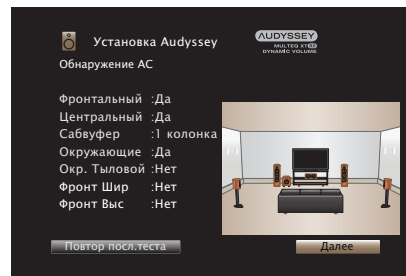 Установка Audyssey
AUDYSSEY
MULTEQ XT32
DYNAMIC VOLUME
Обнаружение АС
Фронтальный :Да
Центральный :Да
Сабвуфер :1 колонка
Окружающие :Да
Окр. Тыловой :Нет
Фронт Шир :Нет
Фронт Выс :Нет
Повтор посл.теста
Далее